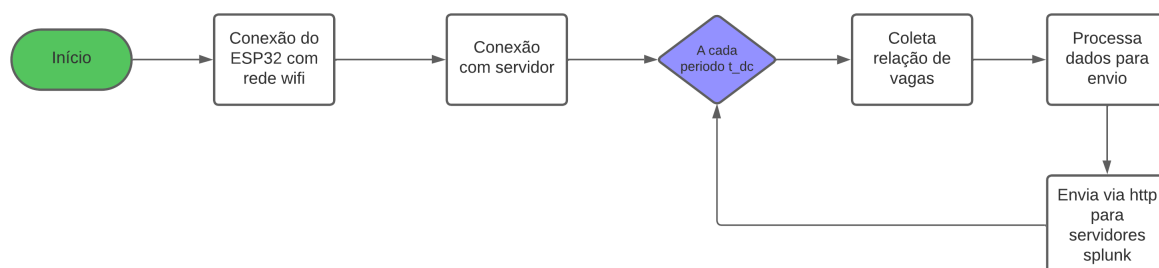 Início
Conexão do
ESP32 com
rede wifi
Conexão
com servidor
A cada
periodo t_dc
Coleta
relação de
vagas
Processa
dados para
envio
Envia via http
para
servidores
splunk